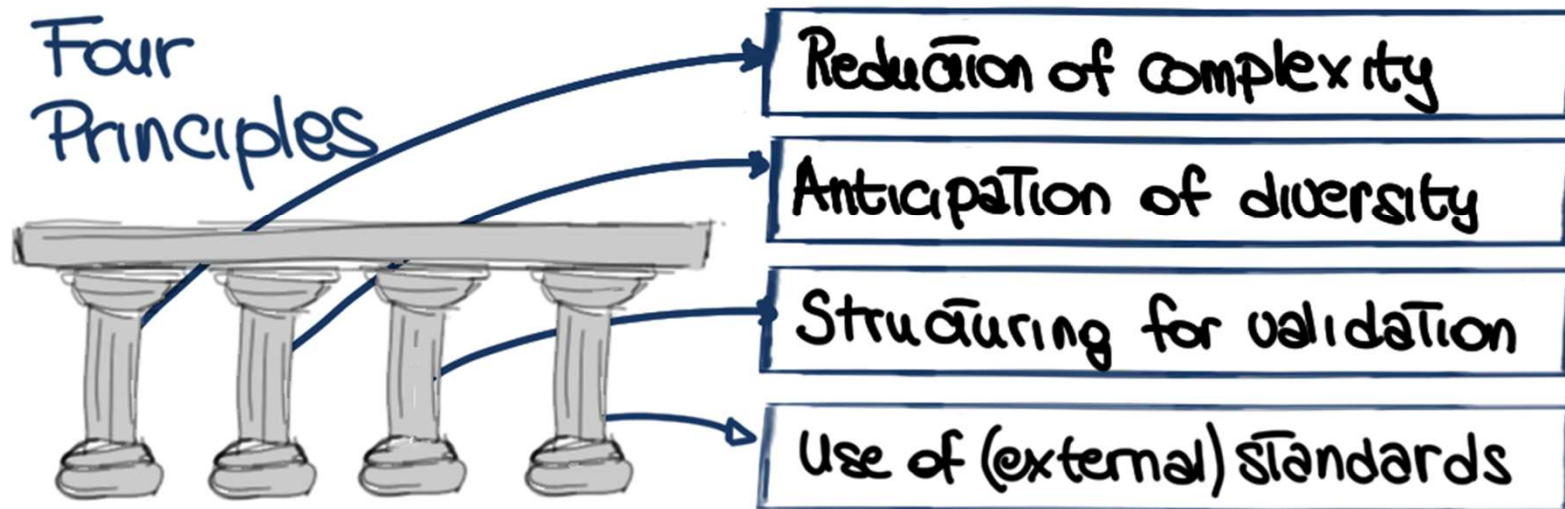 Four
Principles
Reduction of complexity
Anticipation of diversity
Structuring for validation
Use of (external) standards